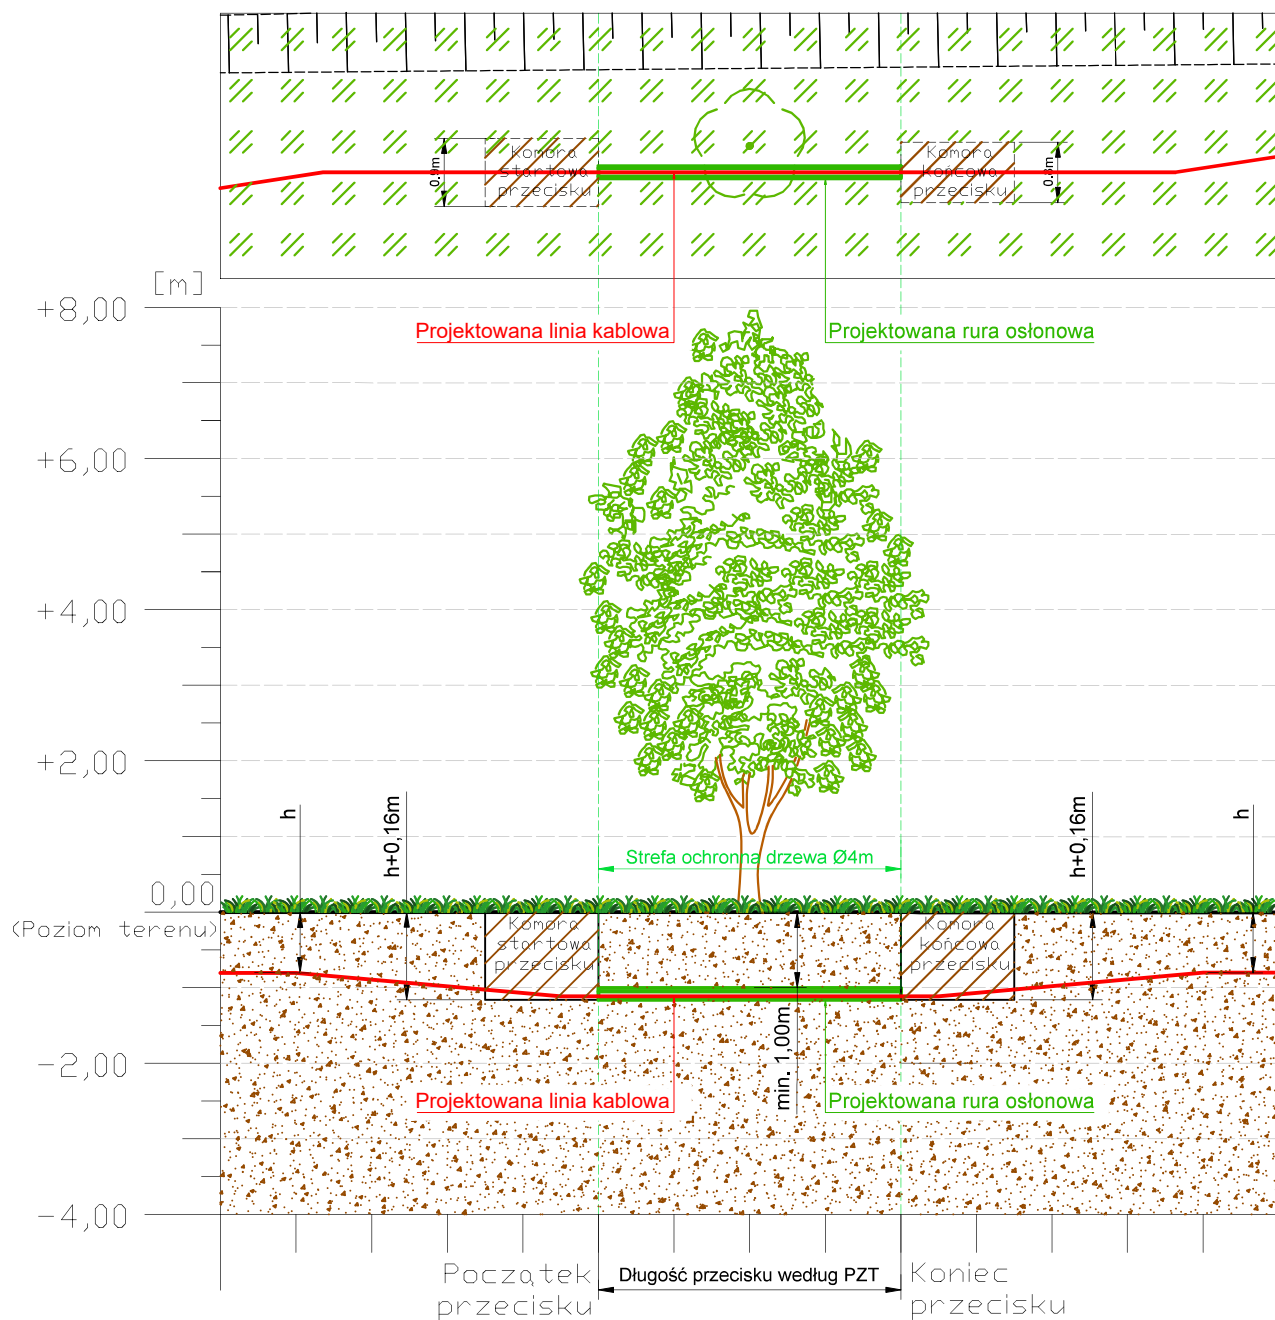 Komora
startowa
przecisku
0.9m
Komora
końcowa
przecisku
0.8m
[m]
+8,00
Projektowana linia kablowa
Projektowana rura osłonowa
+6,00
+4,00
+2,00
h
h+0,16m
h+0,16m
h
Strefa ochronna drzewa Ø4m
0,00
(Poziom terenu)
Komora
startowa
przecisku
Komora
końcowa
przecisku
min. 1,00m
-2,00
Projektowana linia kablowa
Projektowana rura osłonowa
-4,00
Początek
przecisku
Długość przecisku według PZT
Koniec
przecisku